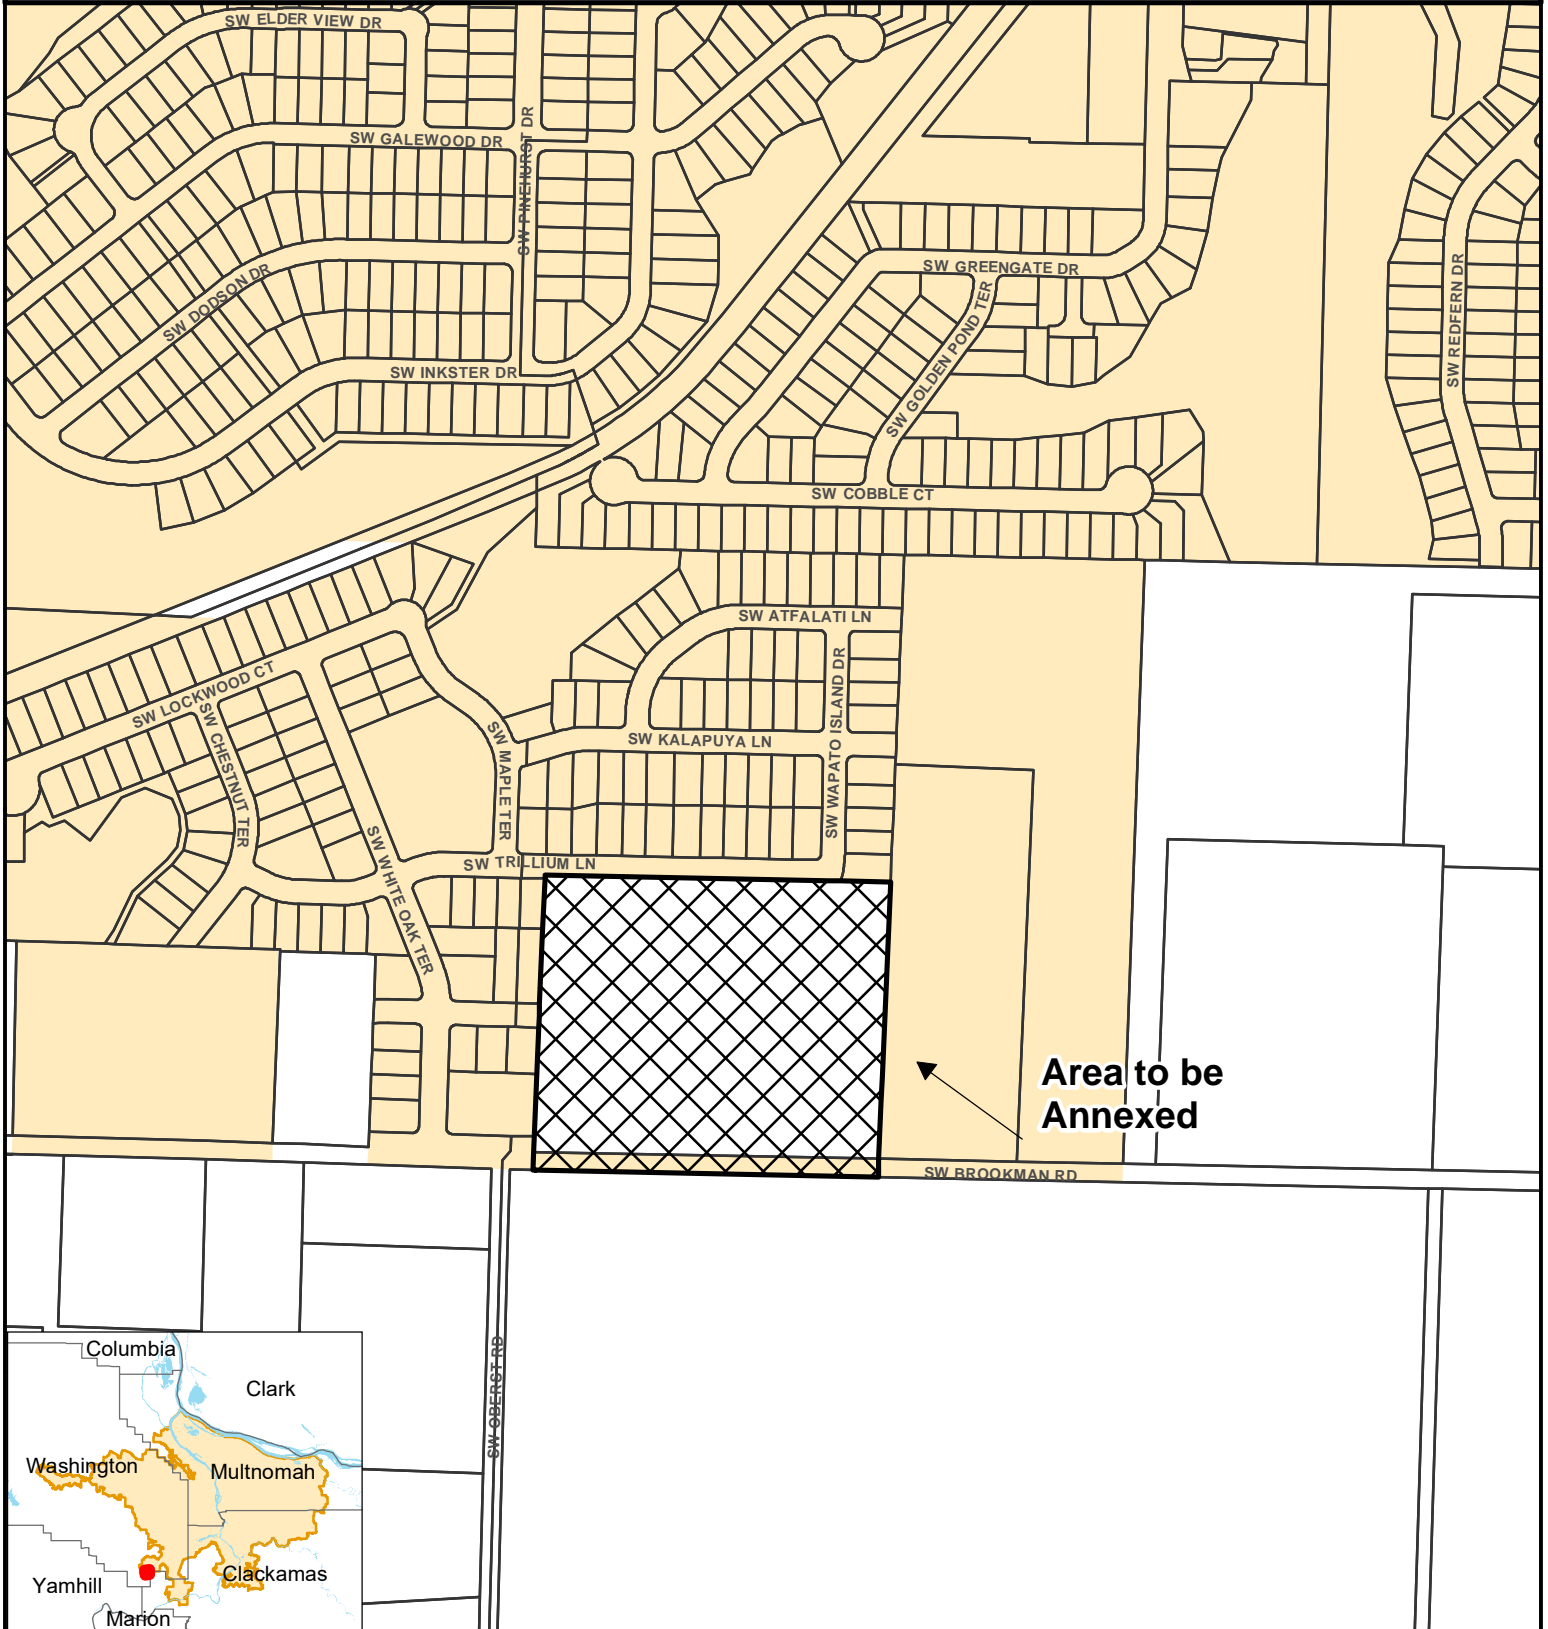 SW ELDER VIEW DR
SW GALEWOOD DR
SW PINEHURST DR
SW DODSON DR
SW INKSTER DR
SW GREENGATE DR
SW GOLDEN POND TER
SW REDFERN DR
SW COBBLE CT
SW ATFALATI LN
SW WAPATO ISLAND DR
SW LOCKWOOD CT
SW CHESTNUT TER
SW MAPLE TER
SW KALAPUYA LN
SW WHITE OAK TER
SW TRILLIUM LN
Area to be
Annexed
SW BROOKMAN RD
SW OBERST RD
Columbia
Clark
Washington
Multnomah
Yamhill
Clackamas
Marion